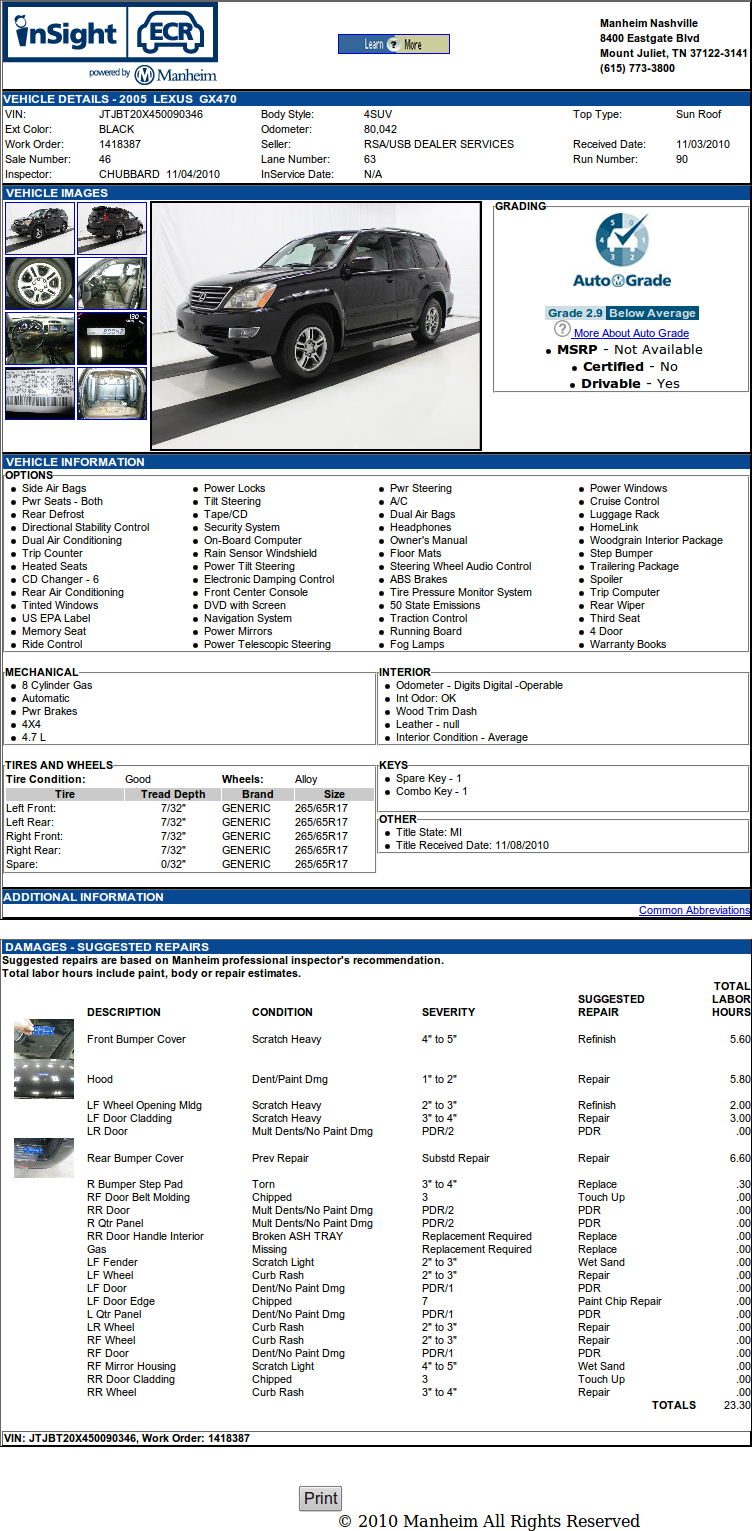 inSight ECR
powered by Manheim
Learn ? More
Manheim Nashville
8400 Eastgate Blvd
Mount Juliet, TN 37122-3141
(615) 773-3800
VEHICLE DETAILS - 2005 LEXUS GX470
VIN: JTJBT20X450090346 Body Style: 4SUV Top Type: Sun Roof
Ext Color: BLACK Odometer: 80,042
Work Order: 1418387 Seller: RSA/USB DEALER SERVICES Received Date: 11/03/2010
Sale Number: 46 Lane Number: 63 Run Number: 90
Inspector: CHUBBARD 11/04/2010 InService Date: N/A
VEHICLE IMAGES
GRADING
5 0
4 1
3 2
AutoGrade
Grade 2.9 Below Average
? More About Auto Grade
• MSRP - Not Available
• Certified - No
• Drivable - Yes
VEHICLE INFORMATION
OPTIONS
• Side Air Bags • Power Locks • Pwr Steering • Power Windows
• Pwr Seats - Both • Tilt Steering • A/C • Cruise Control
• Rear Defrost • Tape/CD • Dual Air Bags • Luggage Rack
• Directional Stability Control • Security System • Headphones • HomeLink
• Dual Air Conditioning • On-Board Computer • Owner's Manual • Woodgrain Interior Package
• Trip Counter • Rain Sensor Windshield • Floor Mats • Step Bumper
• Heated Seats • Power Tilt Steering • Steering Wheel Audio Control • Trailering Package
• CD Changer - 6 • Electronic Damping Control • ABS Brakes • Spoiler
• Rear Air Conditioning • Front Center Console • Tire Pressure Monitor System • Trip Computer
• Tinted Windows • DVD with Screen • 50 State Emissions • Rear Wiper
• US EPA Label • Navigation System • Traction Control • Third Seat
• Memory Seat • Power Mirrors • Running Board • 4 Door
• Ride Control • Power Telescopic Steering • Fog Lamps • Warranty Books
MECHANICAL
• 8 Cylinder Gas
• Automatic
• Pwr Brakes
• 4X4
• 4.7 L
INTERIOR
• Odometer - Digits Digital -Operable
• Int Odor: OK
• Wood Trim Dash
• Leather - null
• Interior Condition - Average
TIRES AND WHEELS
Tire Condition: Good Wheels: Alloy
Tire Tread Depth Brand Size
Left Front: 7/32" GENERIC 265/65R17
Left Rear: 7/32" GENERIC 265/65R17
Right Front: 7/32" GENERIC 265/65R17
Right Rear: 7/32" GENERIC 265/65R17
Spare: 0/32" GENERIC 265/65R17
KEYS
• Spare Key - 1
• Combo Key - 1
OTHER
• Title State: MI
• Title Received Date: 11/08/2010
ADDITIONAL INFORMATION
Common Abbreviations
DAMAGES - SUGGESTED REPAIRS
Suggested repairs are based on Manheim professional inspector's recommendation.
Total labor hours include paint, body or repair estimates.
DESCRIPTION CONDITION SEVERITY SUGGESTED REPAIR TOTAL LABOR HOURS
Front Bumper Cover Scratch Heavy 4" to 5" Refinish 5.60
Hood Dent/Paint Dmg 1" to 2" Repair 5.80
LF Wheel Opening Mldg Scratch Heavy 2" to 3" Refinish 2.00
LF Door Cladding Scratch Heavy 3" to 4" Repair 3.00
LR Door Mult Dents/No Paint Dmg PDR/2 PDR .00
Rear Bumper Cover Prev Repair Substd Repair Repair 6.60
R Bumper Step Pad Torn 3" to 4" Replace .30
RF Door Belt Molding Chipped 3 Touch Up .00
RR Door Mult Dents/No Paint Dmg PDR/2 PDR .00
R Qtr Panel Mult Dents/No Paint Dmg PDR/2 PDR .00
RR Door Handle Interior Broken ASH TRAY Replacement Required Replace .00
Gas Missing Replacement Required Replace .00
LF Fender Scratch Light 2" to 3" Wet Sand .00
LF Wheel Curb Rash 2" to 3" Repair .00
LF Door Dent/No Paint Dmg PDR/1 PDR .00
LF Door Edge Chipped 7 Paint Chip Repair .00
L Qtr Panel Dent/No Paint Dmg PDR/1 PDR .00
LR Wheel Curb Rash 2" to 3" Repair .00
RF Wheel Curb Rash 2" to 3" Repair .00
RF Door Dent/No Paint Dmg PDR/1 PDR .00
RF Mirror Housing Scratch Light 4" to 5" Wet Sand .00
RR Door Cladding Chipped 3 Touch Up .00
RR Wheel Curb Rash 3" to 4" Repair .00
TOTALS 23.30
VIN: JTJBT20X450090346, Work Order: 1418387
Print
© 2010 Manheim All Rights Reserved